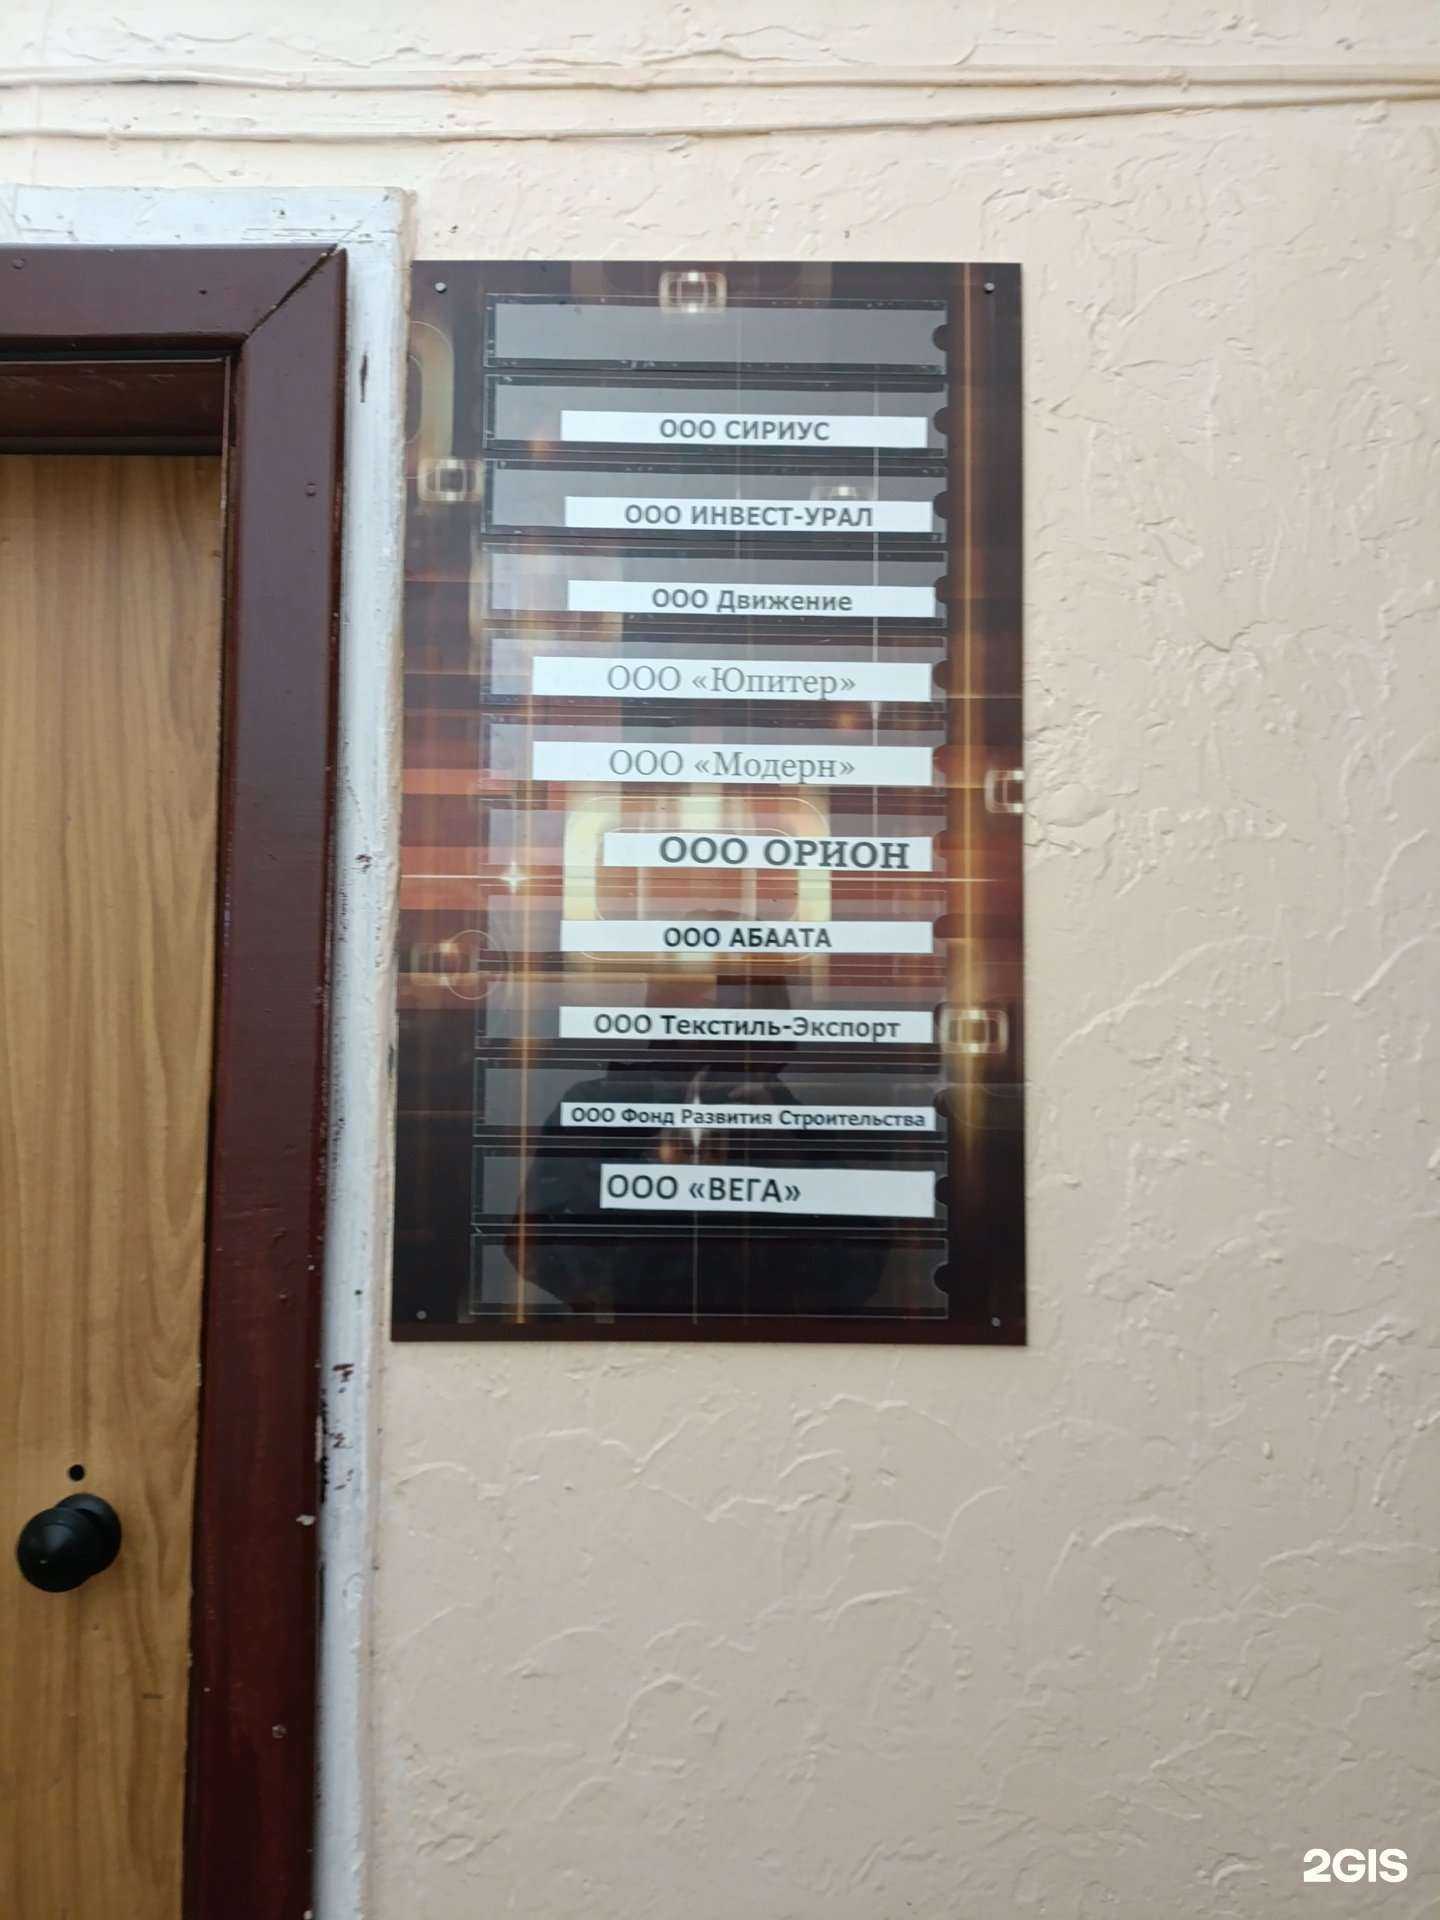 ООО СИРИУС
ООО ИНВЕСТ-УРАЛ
ООО Движение
ООО «Юпитер»
ООО «Модерн»
ООО ОРИОН
ООО АБААТА
ООО Текстиль-Экспорт
ООО Фонд Развития Строительства
ООО «ВЕГА»
2GIS